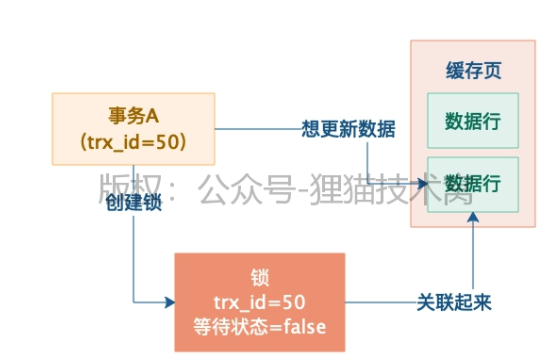 缓存页
数据行
事务A
(trx_id=50)
想更新数据
数据行
版权：公众号-狸猫技术窝
创建锁
锁
trx_id=50
等待状态=false
关联起来